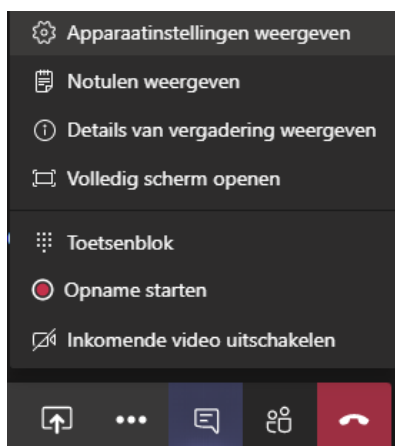 Apparaatinstellingen weergeven
Notulen weergeven
Details van vergadering weergeven
Volledig scherm openen
Toetsenblok
Opname starten
Inkomende video uitschakelen